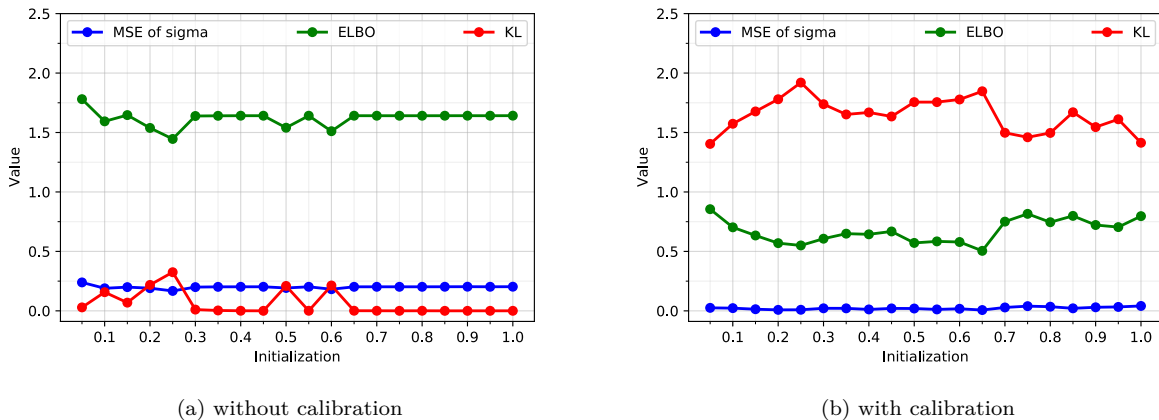 2.5
MSE of sigma ELBO KL
2.0
1.5
Value
1.0
0.5
0.0
0.1 0.2 0.3 0.4 0.5 0.6 0.7 0.8 0.9 1.0
Initialization
(a) without calibration
2.5
MSE of sigma ELBO KL
2.0
1.5
Value
1.0
0.5
0.0
0.1 0.2 0.3 0.4 0.5 0.6 0.7 0.8 0.9 1.0
Initialization
(b) with calibration